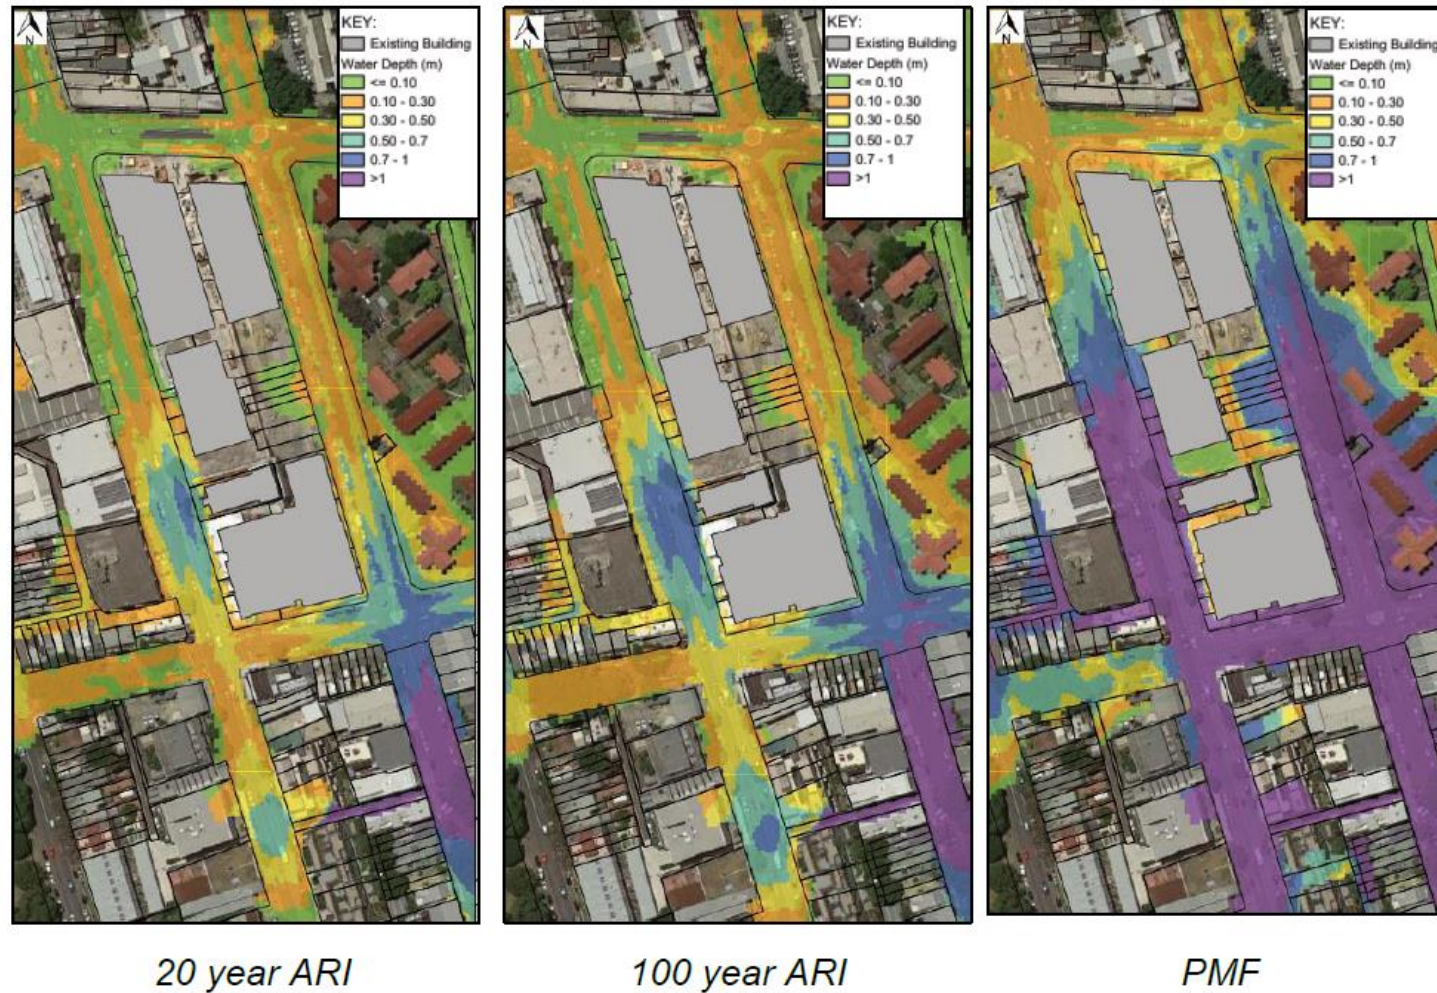 N
KEY:
Existing Building
Water Depth (m)
<= 0.10
0.10 - 0.30
0.30 - 0.50
0.50 - 0.7
0.7 - 1
>1
N
KEY:
Existing Building
Water Depth (m)
<= 0.10
0.10 - 0.30
0.30 - 0.50
0.50 - 0.7
0.7 - 1
>1
N
KEY:
Existing Building
Water Depth (m)
<= 0.10
0.10 - 0.30
0.30 - 0.50
0.50 - 0.7
0.7 - 1
>1
20 year ARI
100 year ARI
PMF